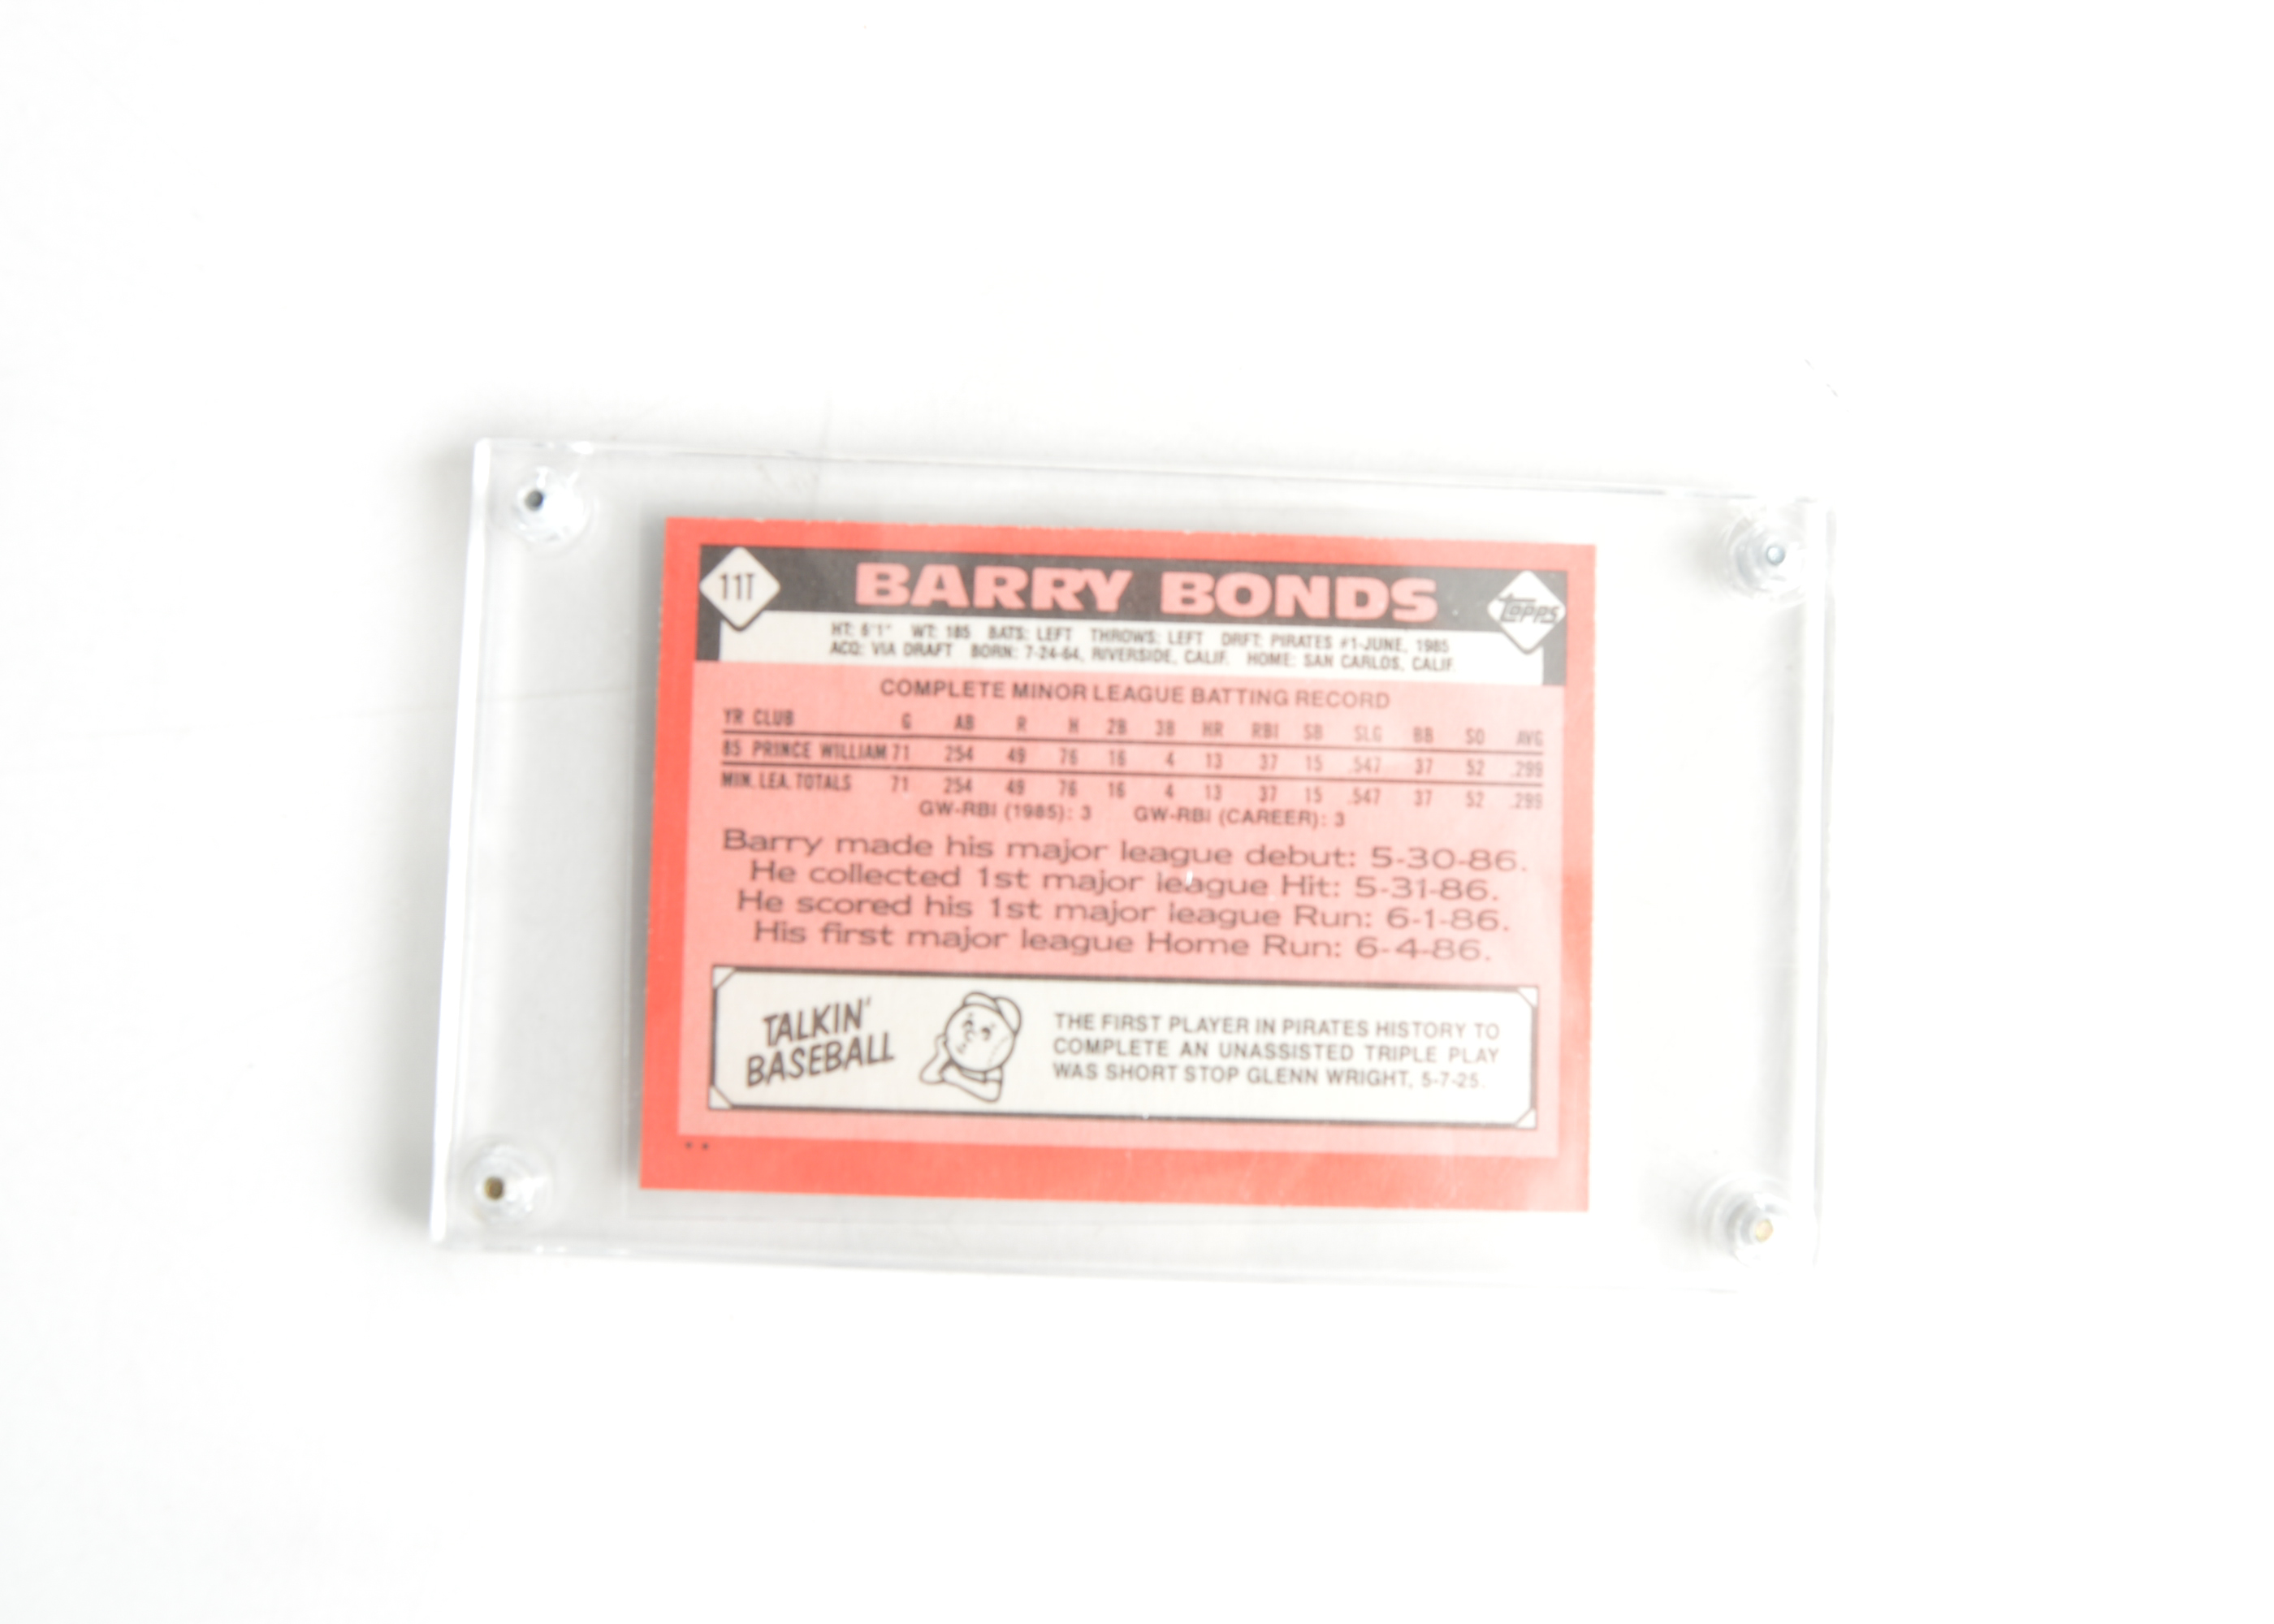 11T
BARRY BONDS
TOPPS
HT: 6'1" WT: 185 BATS: LEFT THROWS: LEFT DRFT: PIRATES #1-JUNE, 1985
ACQ: VIA DRAFT BORN: 7-24-64, RIVERSIDE, CALIF. HOME: SAN CARLOS, CALIF
COMPLETE MINOR LEAGUE BATTING RECORD
YR CLUB G AB R H 2B 3B HR RBI SB SLG BB SO AVG
85 PRINCE WILLIAM 71 254 49 76 16 4 13 37 15 .547 37 52 .299
MIN. LEA. TOTALS 71 254 49 76 16 4 13 37 15 .547 37 52 .299
GW-RBI (1985): 3 GW-RBI (CAREER): 3
Barry made his major league debut: 5-30-86.
He collected 1st major league Hit: 5-31-86.
He scored his 1st major league Run: 6-1-86.
His first major league Home Run: 6-4-86.
TALKIN'
BASEBALL
THE FIRST PLAYER IN PIRATES HISTORY TO
COMPLETE AN UNASSISTED TRIPLE PLAY
WAS SHORT STOP GLENN WRIGHT, 5-7-25.
**